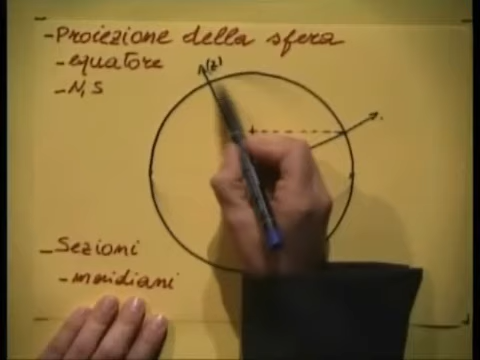 -Proiezione della sfera
-equatore
-N,S
(z)
-Sezioni
-meridiani